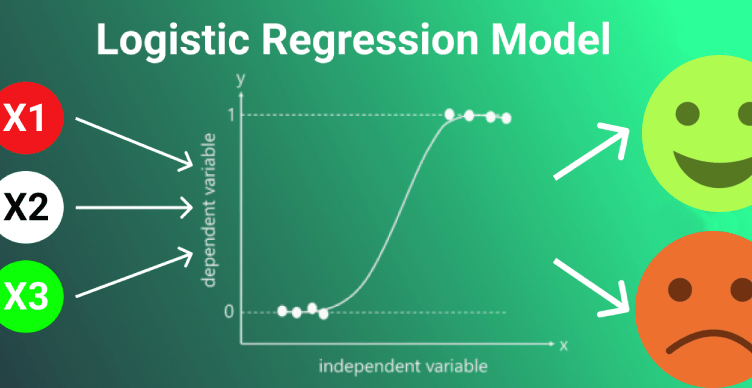 Logistic Regression Model
X1
X2
X3
y
1
dependent variable
0
x
independent variable